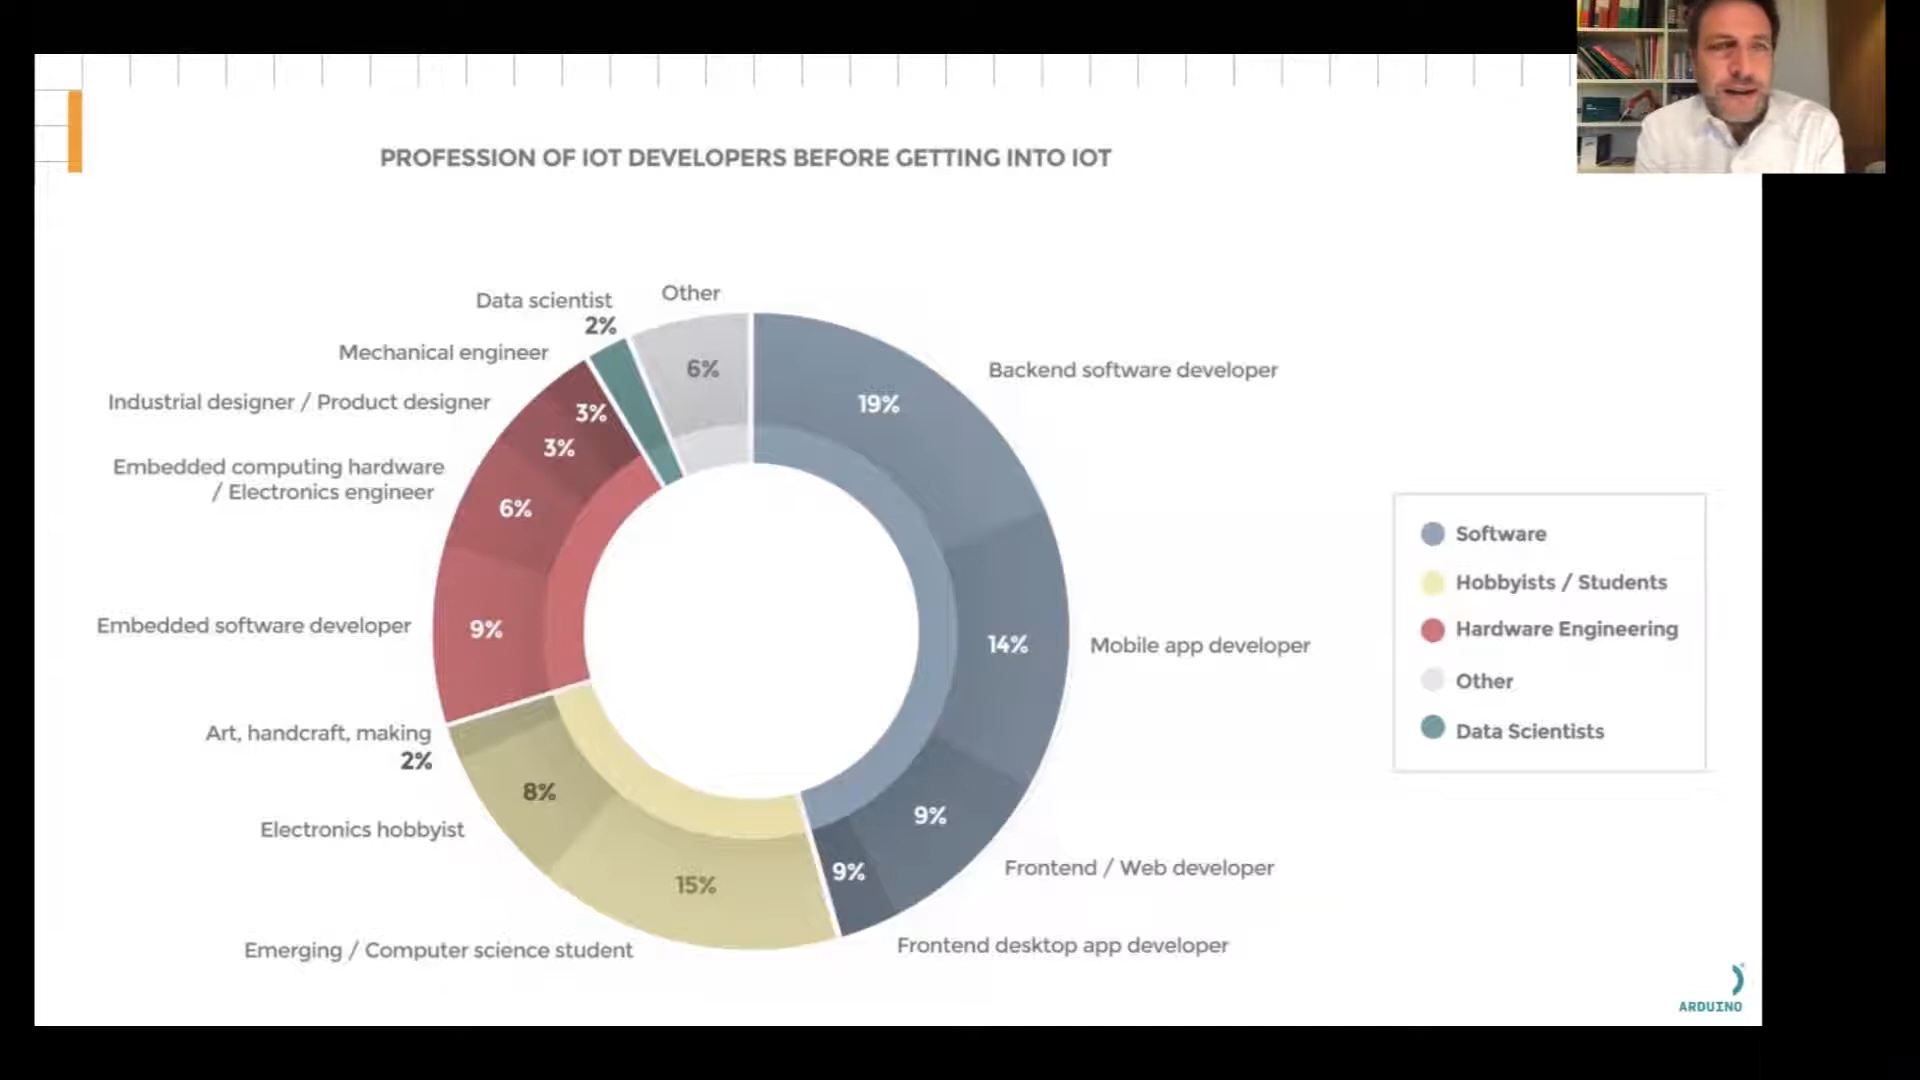 PROFESSION OF IOT DEVELOPERS BEFORE GETTING INTO IOT
Data scientist
2%
Other
6%
Mechanical engineer
3%
Industrial designer / Product designer
3%
Embedded computing hardware
/ Electronics engineer
6%
Embedded software developer
9%
Art, handcraft, making
2%
8%
Electronics hobbyist
15%
Emerging / Computer science student
Backend software developer
19%
14%
Mobile app developer
9%
Frontend / Web developer
9%
Frontend desktop app developer
Software
Hobbyists / Students
Hardware Engineering
Other
Data Scientists
ARDUINO